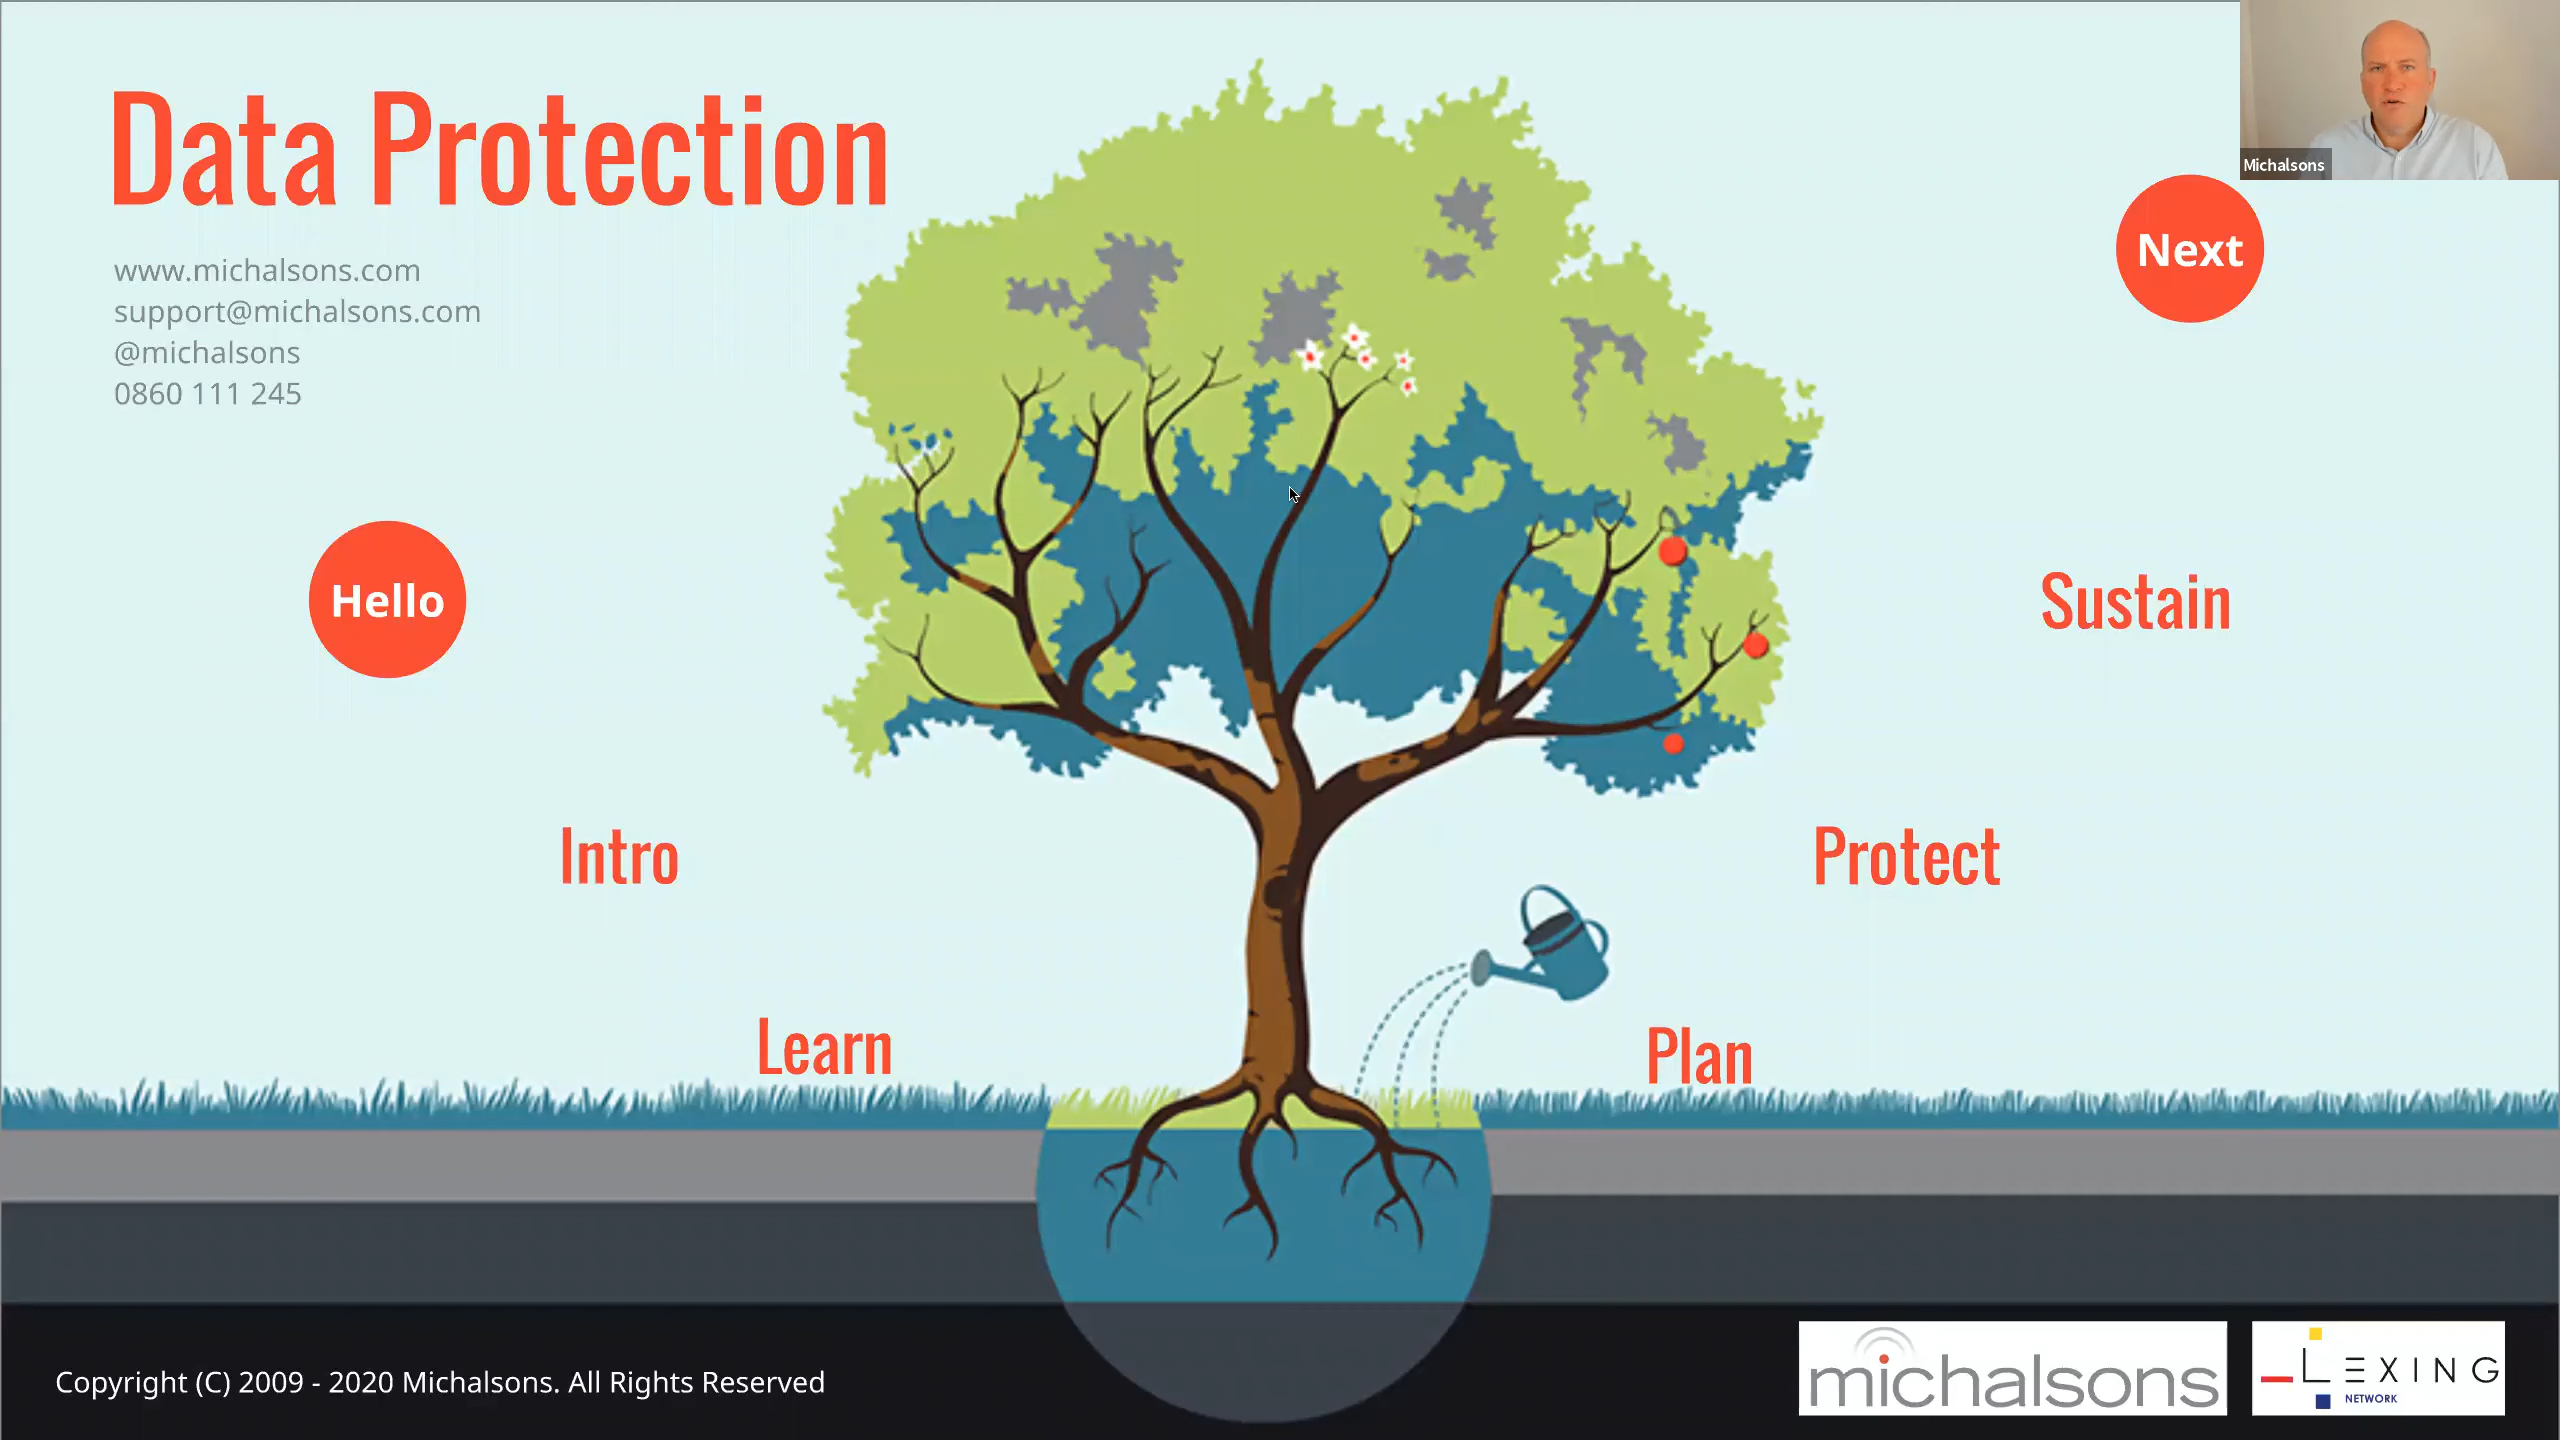 Data Protection
www.michalsons.com
support@michalsons.com
@michalsons
0860 111 245
Michalsons
Next
Hello
Sustain
Intro
Protect
Learn
Plan
Copyright (C) 2009 - 2020 Michalsons. All Rights Reserved
michalsons
LEXING
NETWORK